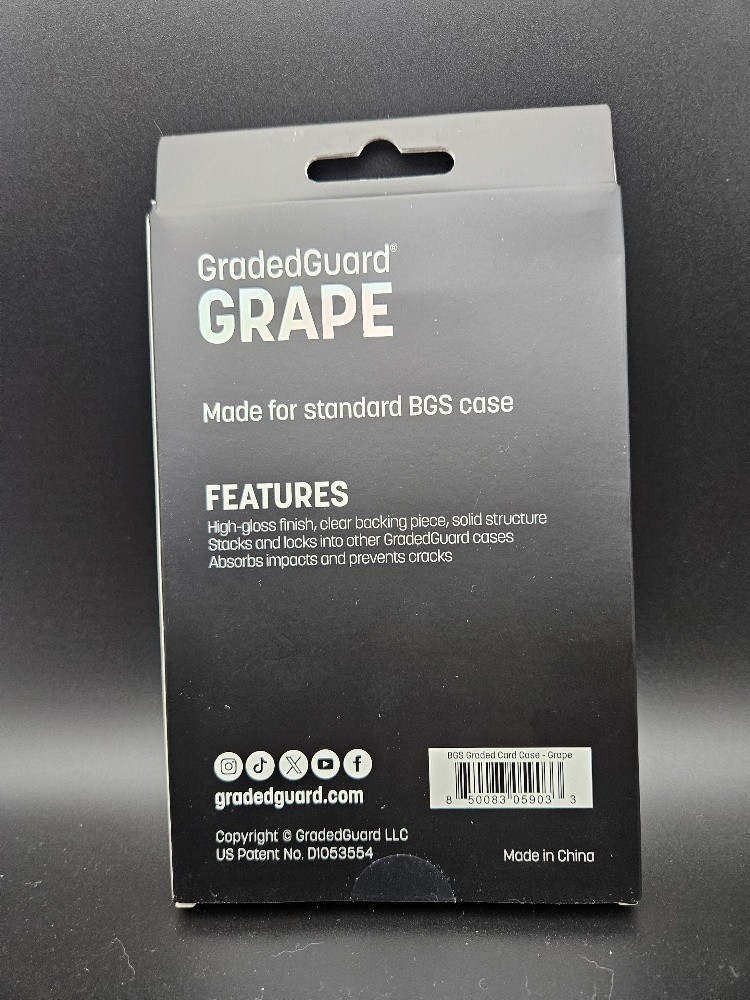 GradedGuard®
GRAPE
Made for standard BGS case
FEATURES
High-gloss finish, clear backing piece, solid structure
Stacks and locks into other GradedGuard cases
Absorbs impacts and prevents cracks
gradedguard.com
BGS Graded Card Case - Grape
8 50083 05903 3
Copyright © GradedGuard LLC
US Patent No. D1053554
Made in China